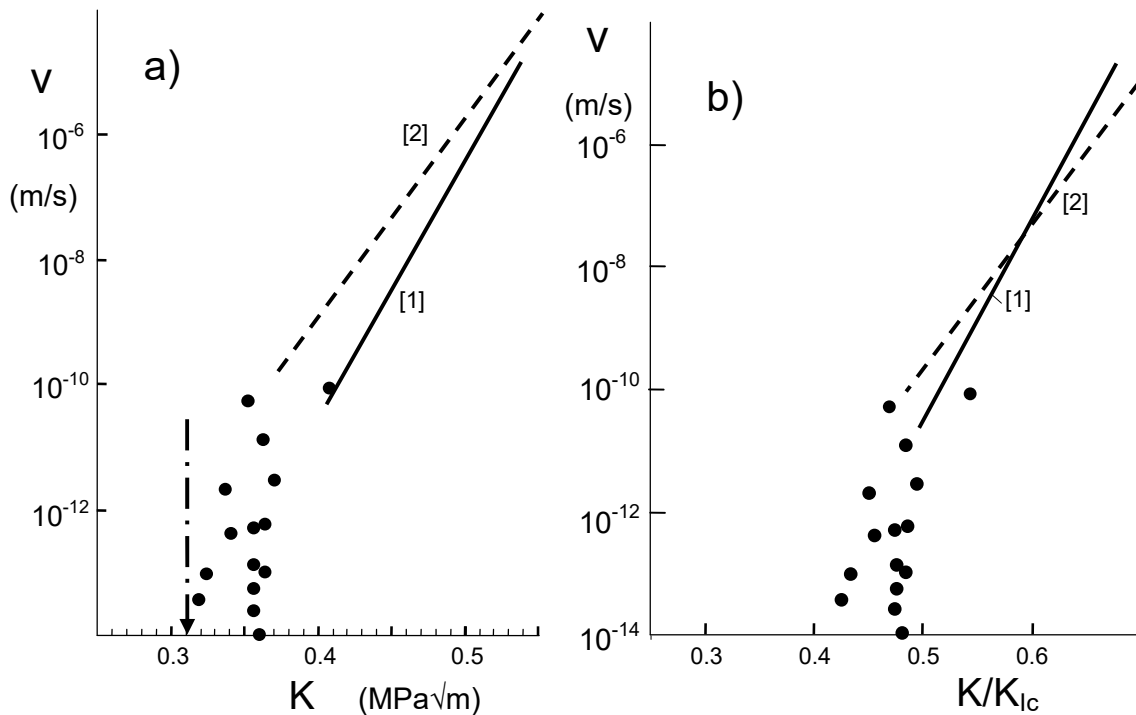 a)
v
10⁻⁶
(m/s)
10⁻⁸
10⁻¹⁰
10⁻¹²
[2]
[1]
0.3 0.4 0.5
K (MPa√m)
b)
v
(m/s)
10⁻⁶
10⁻⁸
10⁻¹⁰
10⁻¹²
10⁻¹⁴
[2]
[1]
0.3 0.4 0.5 0.6
K/K_Ic